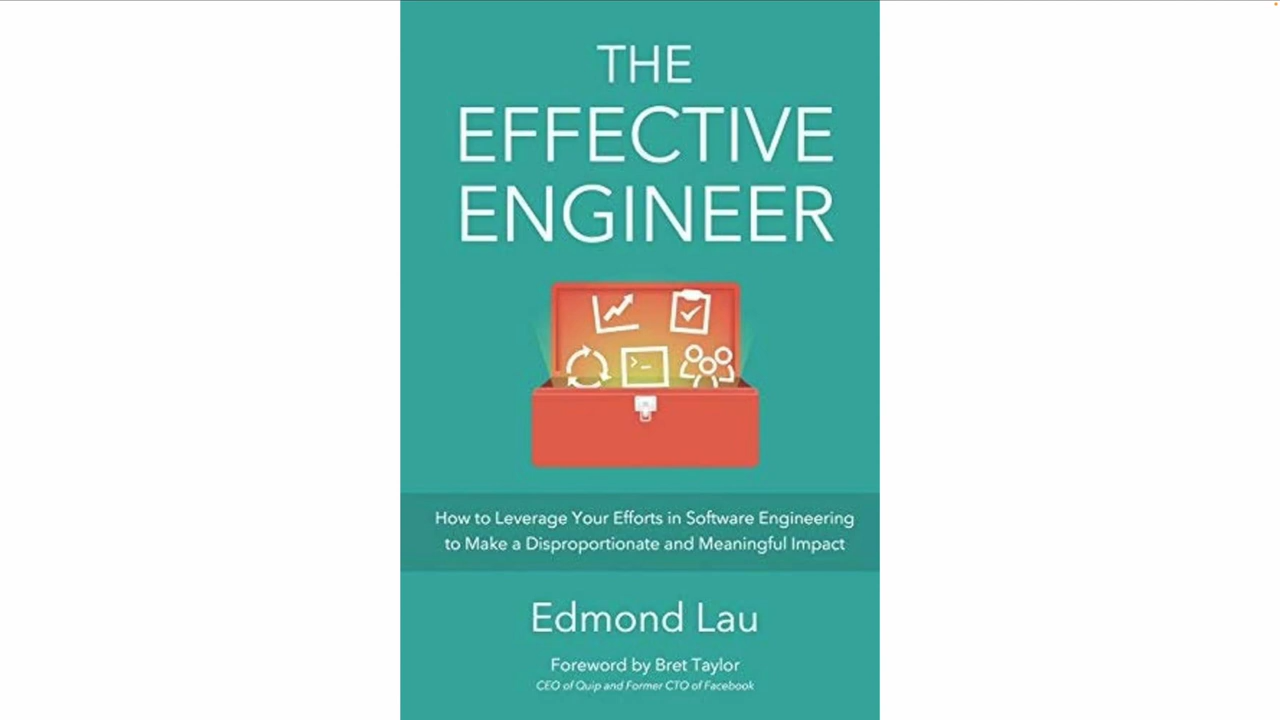 THE
EFFECTIVE
ENGINEER
How to Leverage Your Efforts in Software Engineering
to Make a Disproportionate and Meaningful Impact
Edmond Lau
Foreword by Bret Taylor
CEO of Quip and Former CTO of Facebook